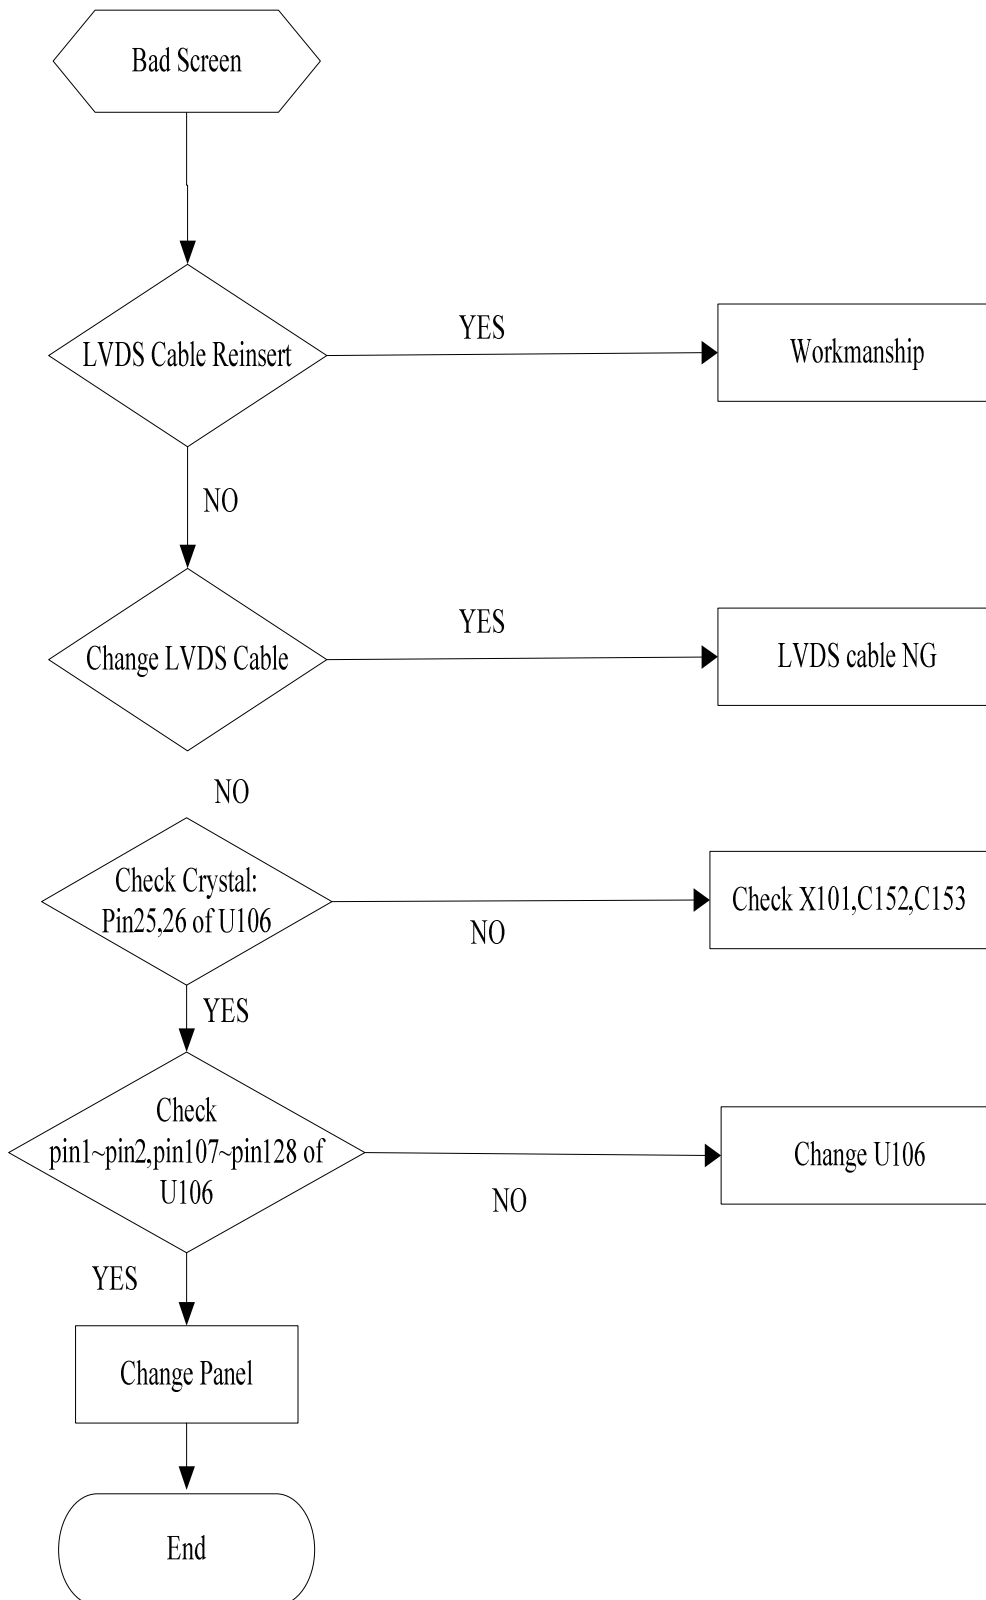 Bad Screen
LVDS Cable Reinsert
YES
Workmanship
NO
Change LVDS Cable
YES
LVDS cable NG
NO
Check Crystal:
Pin25,26 of U106
NO
Check X101,C152,C153
YES
Check
pin1~pin2,pin107~pin128 of
U106
NO
Change U106
YES
Change Panel
End